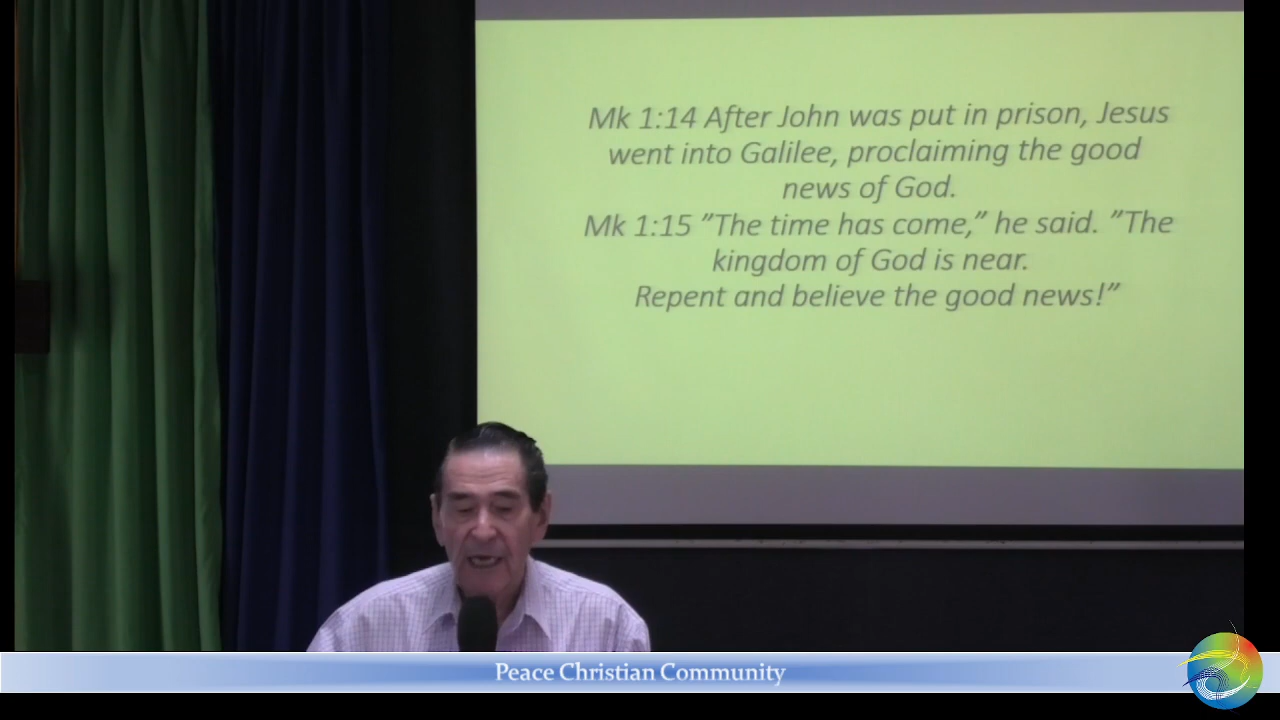 Mk 1:14 After John was put in prison, Jesus
went into Galilee, proclaiming the good
news of God.
Mk 1:15 ”The time has come,” he said. ”The
kingdom of God is near.
Repent and believe the good news!”
Peace Christian Community